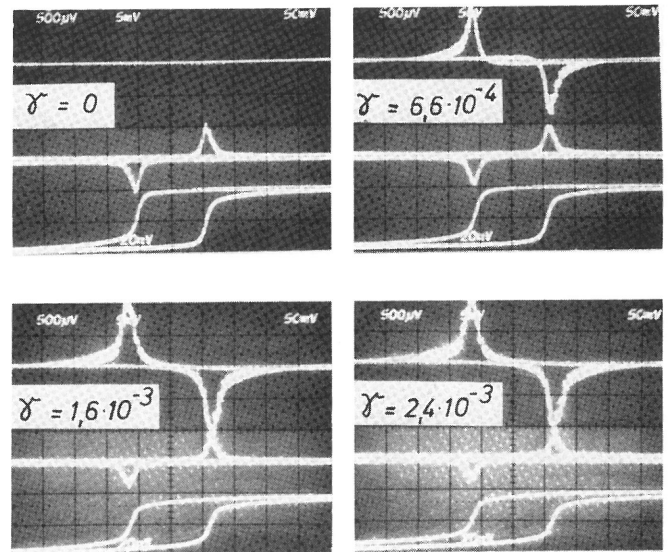 500µV 5mV 50mV
γ = 0
20mV
500µV 5mV 50mV
γ = 6,6·10⁻⁴
20mV
500µV 50mV
γ = 1,6·10⁻³
500µV 50mV
γ = 2,4·10⁻³